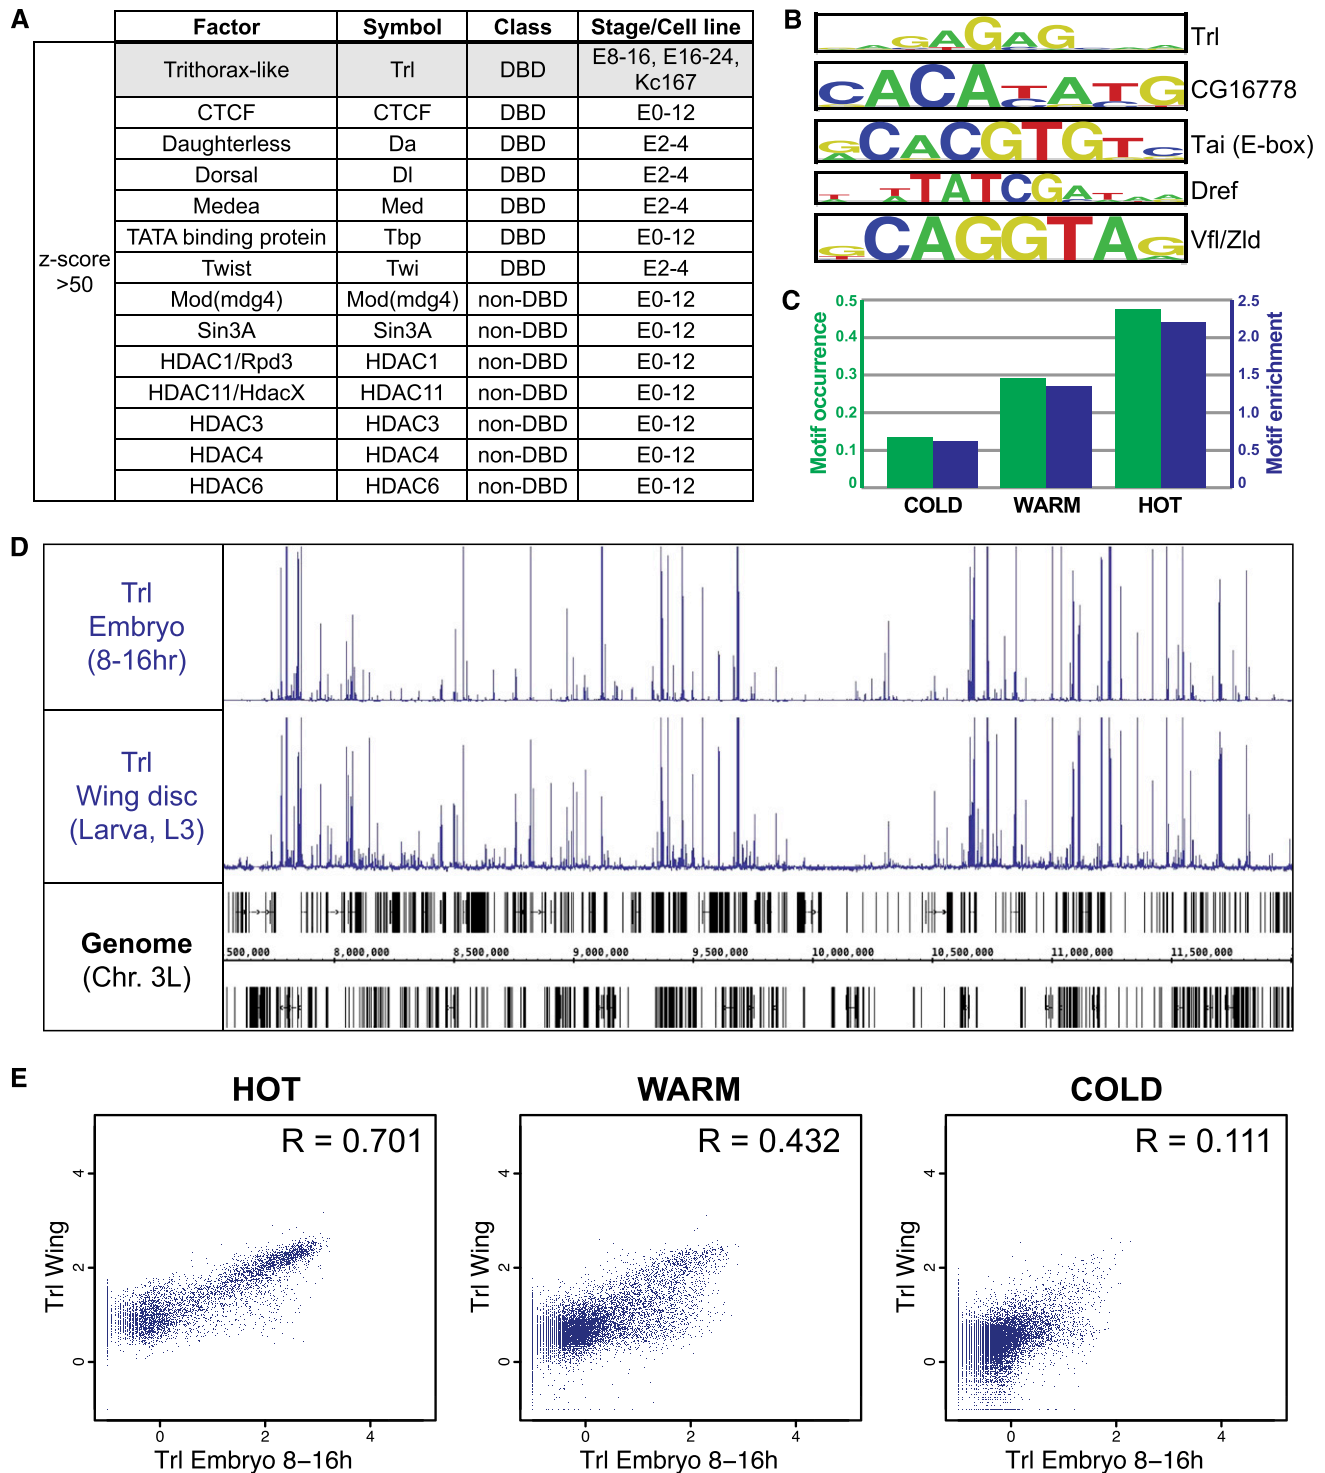 A
Factor Symbol Class Stage/Cell line
z-score >50
Trithorax-like Trl DBD E8-16, E16-24, Kc167
CTCF CTCF DBD E0-12
Daughterless Da DBD E2-4
Dorsal Dl DBD E2-4
Medea Med DBD E2-4
TATA binding protein Tbp DBD E0-12
Twist Twi DBD E2-4
Mod(mdg4) Mod(mdg4) non-DBD E0-12
Sin3A Sin3A non-DBD E0-12
HDAC1/Rpd3 HDAC1 non-DBD E0-12
HDAC11/HdacX HDAC11 non-DBD E0-12
HDAC3 HDAC3 non-DBD E0-12
HDAC4 HDAC4 non-DBD E0-12
HDAC6 HDAC6 non-DBD E0-12
B
GAGAG Trl
CACATATG CG16778
GCACGTGTC Tai (E-box)
T TTATCGATAA Dref
GCAGGTAG Vfl/Zld
C
Motif occurrence
0.5
0.4
0.3
0.2
0.1
0
2.5
2.0
1.5
1.0
0.5
0
Motif enrichment
COLD WARM HOT
D
Trl
Embryo
(8-16hr)
Trl
Wing disc
(Larva, L3)
Genome
(Chr. 3L)
500,000 8,000,000 8,500,000 9,000,000 9,500,000 10,000,000 10,500,000 11,000,000 11,500,000
E
HOT
R = 0.701
Trl Wing
4
2
0
0 2 4
Trl Embryo 8–16h
WARM
R = 0.432
Trl Wing
4
2
0
0 2 4
Trl Embryo 8–16h
COLD
R = 0.111
Trl Wing
4
2
0
0 2 4
Trl Embryo 8–16h